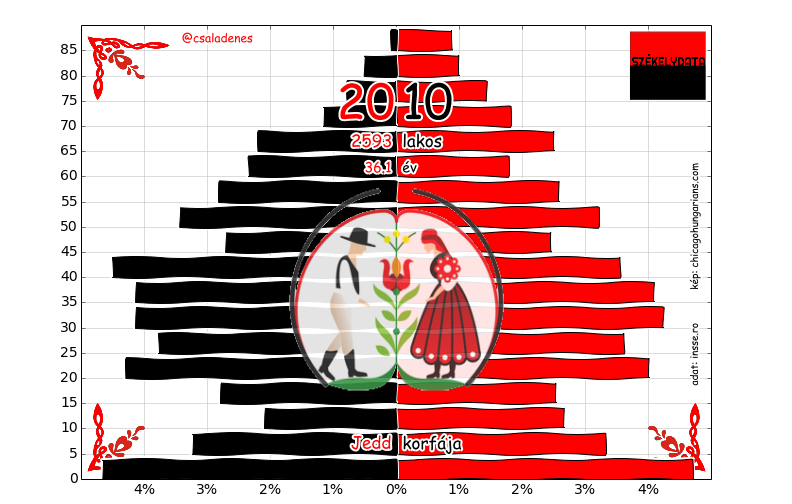 @csaladenes
SZÉKELYDATA
2010
2593 lakos
36.1 év
kép: chicagohungarians.com
adat: insse.ro
Jedd korfája
85
80
75
70
65
60
55
50
45
40
35
30
25
20
15
10
5
0
4% 3% 2% 1% 0% 1% 2% 3% 4%